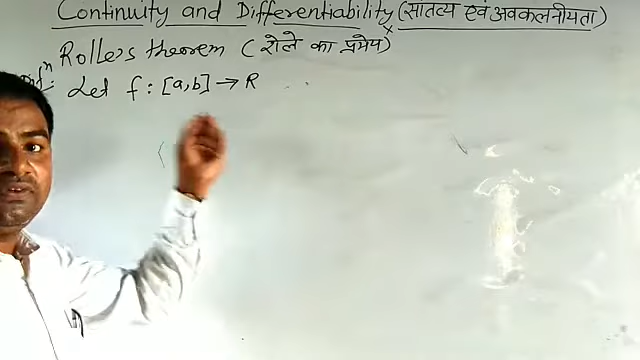 Continuity and Differentiability (सातत्य एवं अवकलनीयता)
Rolle's theorem (रोले का प्रमेय)
Let f : [a,b] → R